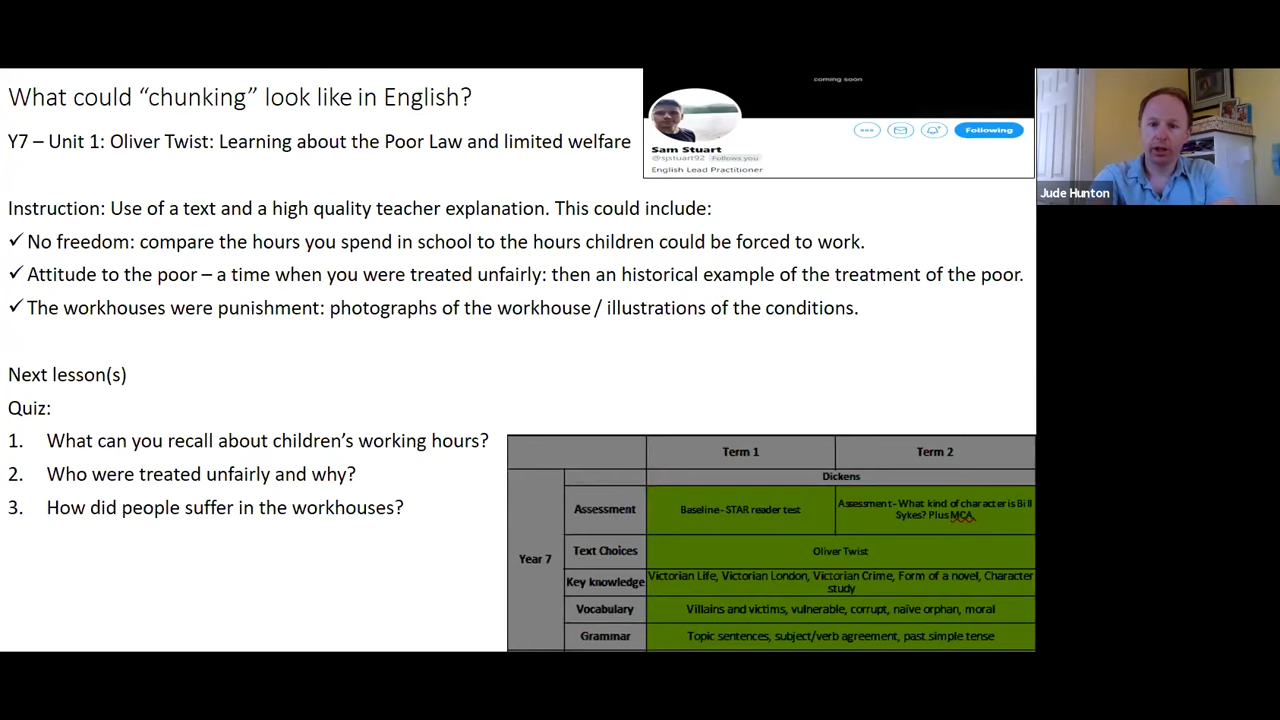 What could “chunking” look like in English?
Y7 – Unit 1: Oliver Twist: Learning about the Poor Law and limited welfare
coming soon
Following
Sam Stuart
@sjstuart92 Follows you
English Lead Practitioner
Jude Hunton
Instruction: Use of a text and a high quality teacher explanation. This could include:
✓ No freedom: compare the hours you spend in school to the hours children could be forced to work.
✓ Attitude to the poor – a time when you were treated unfairly: then an historical example of the treatment of the poor.
✓ The workhouses were punishment: photographs of the workhouse / illustrations of the conditions.
Next lesson(s)
Quiz:
1. What can you recall about children’s working hours?
2. Who were treated unfairly and why?
3. How did people suffer in the workhouses?
Term 1 Term 2
Dickens
Year 7
Assessment Baseline - STAR reader test Assessment - What kind of character is Bill
Sykes? Plus MCA.
Text Choices Oliver Twist
Key knowledge Victorian Life, Victorian London, Victorian Crime, Form of a novel, Character
study
Vocabulary Villains and victims, vulnerable, corrupt, naïve orphan, moral
Grammar Topic sentences, subject/verb agreement, past simple tense